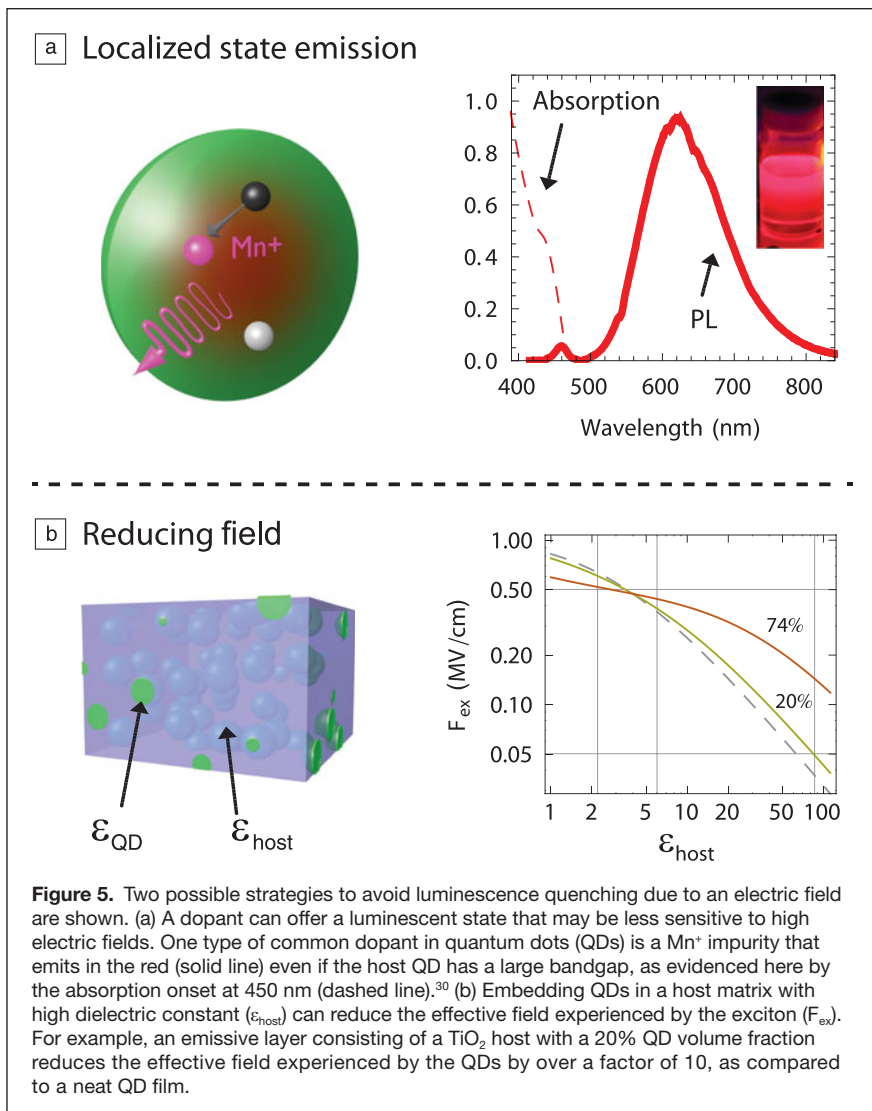 a Localized state emission
Mn+
Absorption
PL
1.0
0.8
0.6
0.4
0.2
0.0
400 500 600 700 800
Wavelength (nm)
b Reducing field
εQD
εhost
1.00
0.50
0.20
0.10
0.05
Fex (MV/cm)
74%
20%
1 2 5 10 20 50 100
εhost
Figure 5. Two possible strategies to avoid luminescence quenching due to an electric field
are shown. (a) A dopant can offer a luminescent state that may be less sensitive to high
electric fields. One type of common dopant in quantum dots (QDs) is a Mn⁺ impurity that
emits in the red (solid line) even if the host QD has a large bandgap, as evidenced here by
the absorption onset at 450 nm (dashed line).³⁰ (b) Embedding QDs in a host matrix with
high dielectric constant (εhost) can reduce the effective field experienced by the exciton (Fex).
For example, an emissive layer consisting of a TiO₂ host with a 20% QD volume fraction
reduces the effective field experienced by the QDs by over a factor of 10, as compared
to a neat QD film.